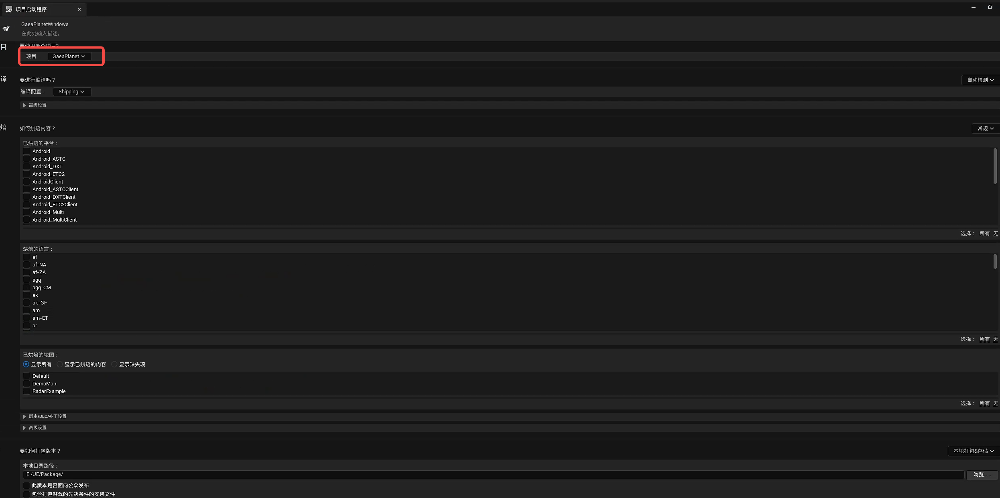 项目启动程序
GaeaPlanetWindows
在此处输入描述。
目
要使用哪个项目?
项目 GaeaPlanet
译
要进行编译吗？ 自动检测
编译配置： Shipping
高级设置
焙
如何烘焙内容？ 常规
已烘焙的平台：
Android
Android_ASTC
Android_DXT
Android_ETC2
AndroidClient
Android_ASTCClient
Android_DXTClient
Android_ETC2Client
Android_Multi
Android_MultiClient
选择： 所有 无
烘焙的语言：
af
af-NA
af-ZA
agq
agq-CM
ak
ak-GH
am
am-ET
ar
选择： 所有 无
已烘焙的地图：
显示所有 显示已烘焙的内容 显示缺失项
Default
DemoMap
RadarExample
选择： 所有 无
版本/DLC/补丁设置
高级设置
要如何打包版本？ 本地打包&存储
本地目录路径：
E:/UE/Package/ 浏览......
此版本是否面向公众发布
包含打包游戏的先决条件的安装文件